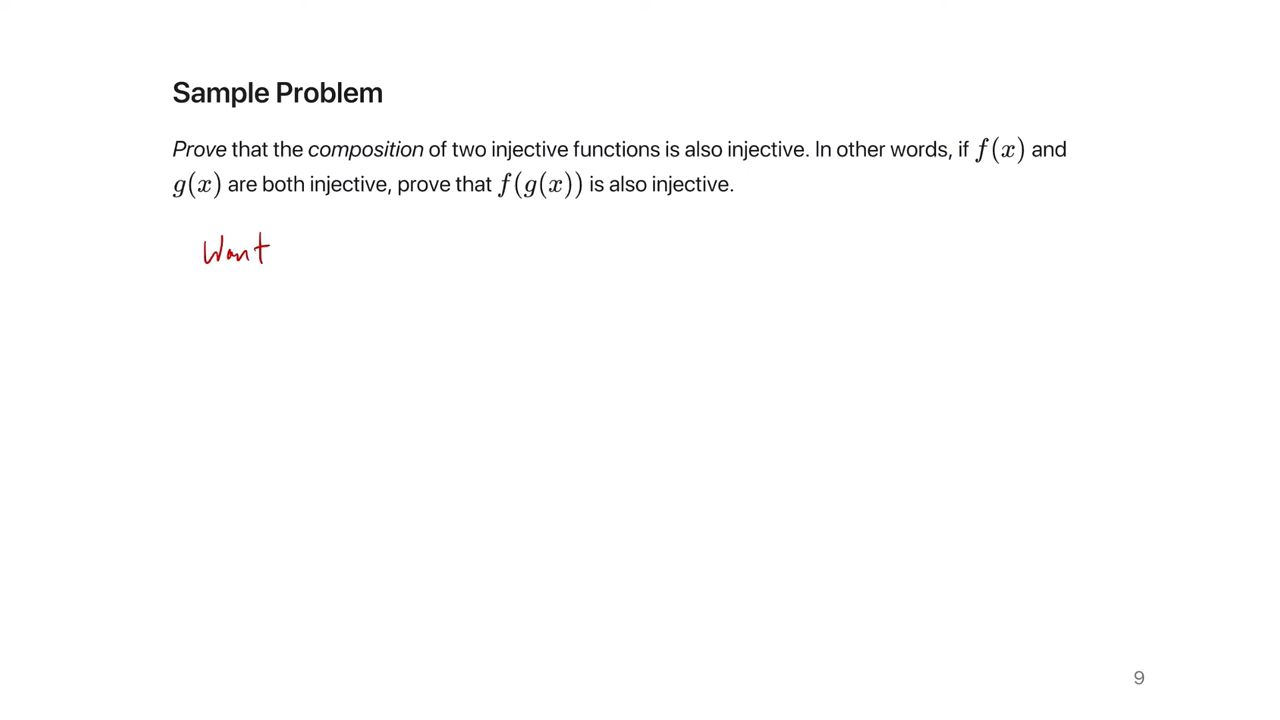 Sample Problem
Prove that the composition of two injective functions is also injective. In other words, if f(x) and
g(x) are both injective, prove that f(g(x)) is also injective.
Want
9